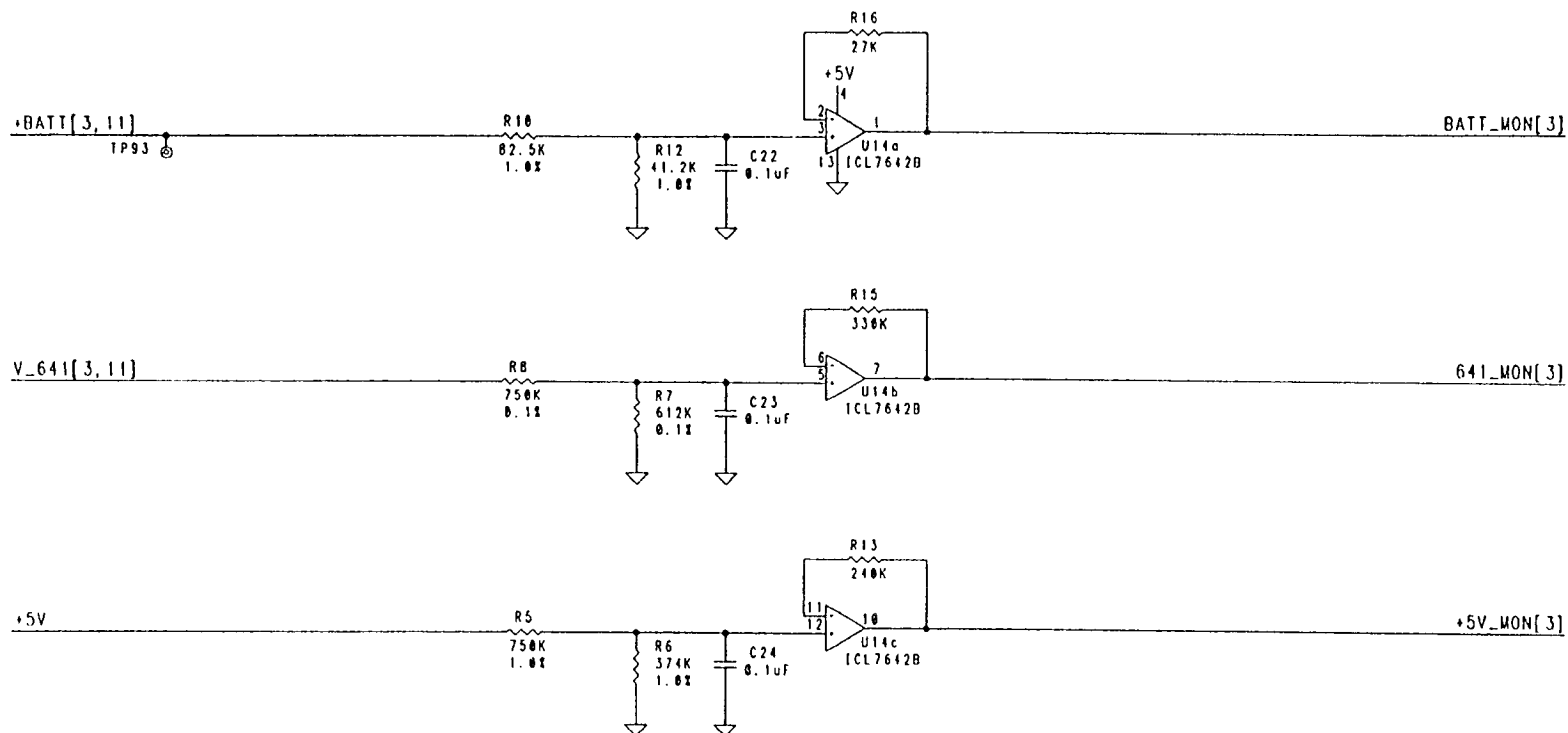 R16
27K
+5V
4
+BATT[3,11]
TP93
R10
82.5K
1.0%
R12
41.2K
1.0%
C22
0.1uF
2
3
1
13
U14a
ICL7642B
BATT_MON[3]
R15
330K
V_641[3,11]
R8
750K
0.1%
R7
612K
0.1%
C23
0.1uF
6
5
7
U14b
ICL7642B
641_MON[3]
R13
240K
+5V
R5
750K
1.0%
R6
374K
1.0%
C24
0.1uF
11
12
10
U14c
ICL7642B
+5V_MON[3]